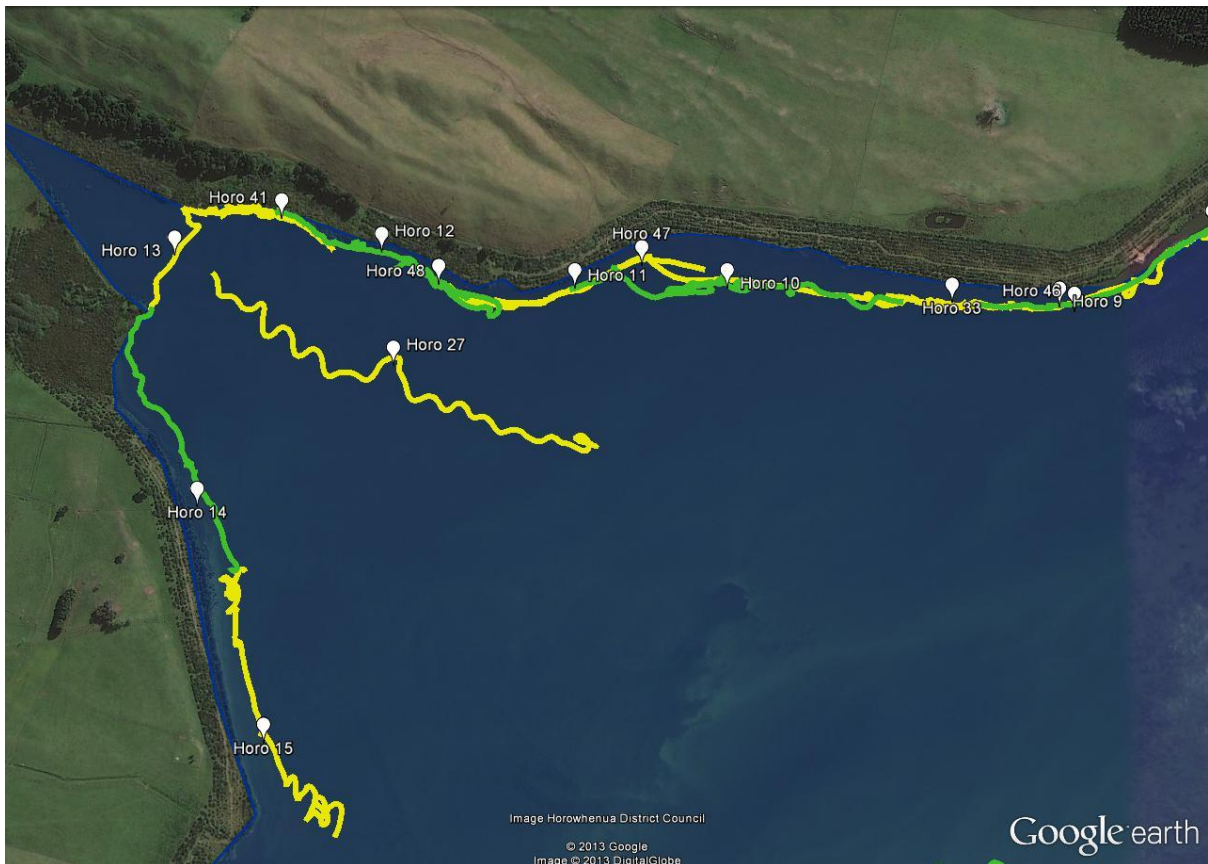 Horo 41
Horo 12
Horo 13
Horo 47
Horo 48
Horo 11
Horo 10
Horo 46
Horo 9
Horo 33
Horo 27
Horo 14
Horo 15
Image Horowhenua District Council
© 2013 Google
Image © 2013 DigitalGlobe
Google earth